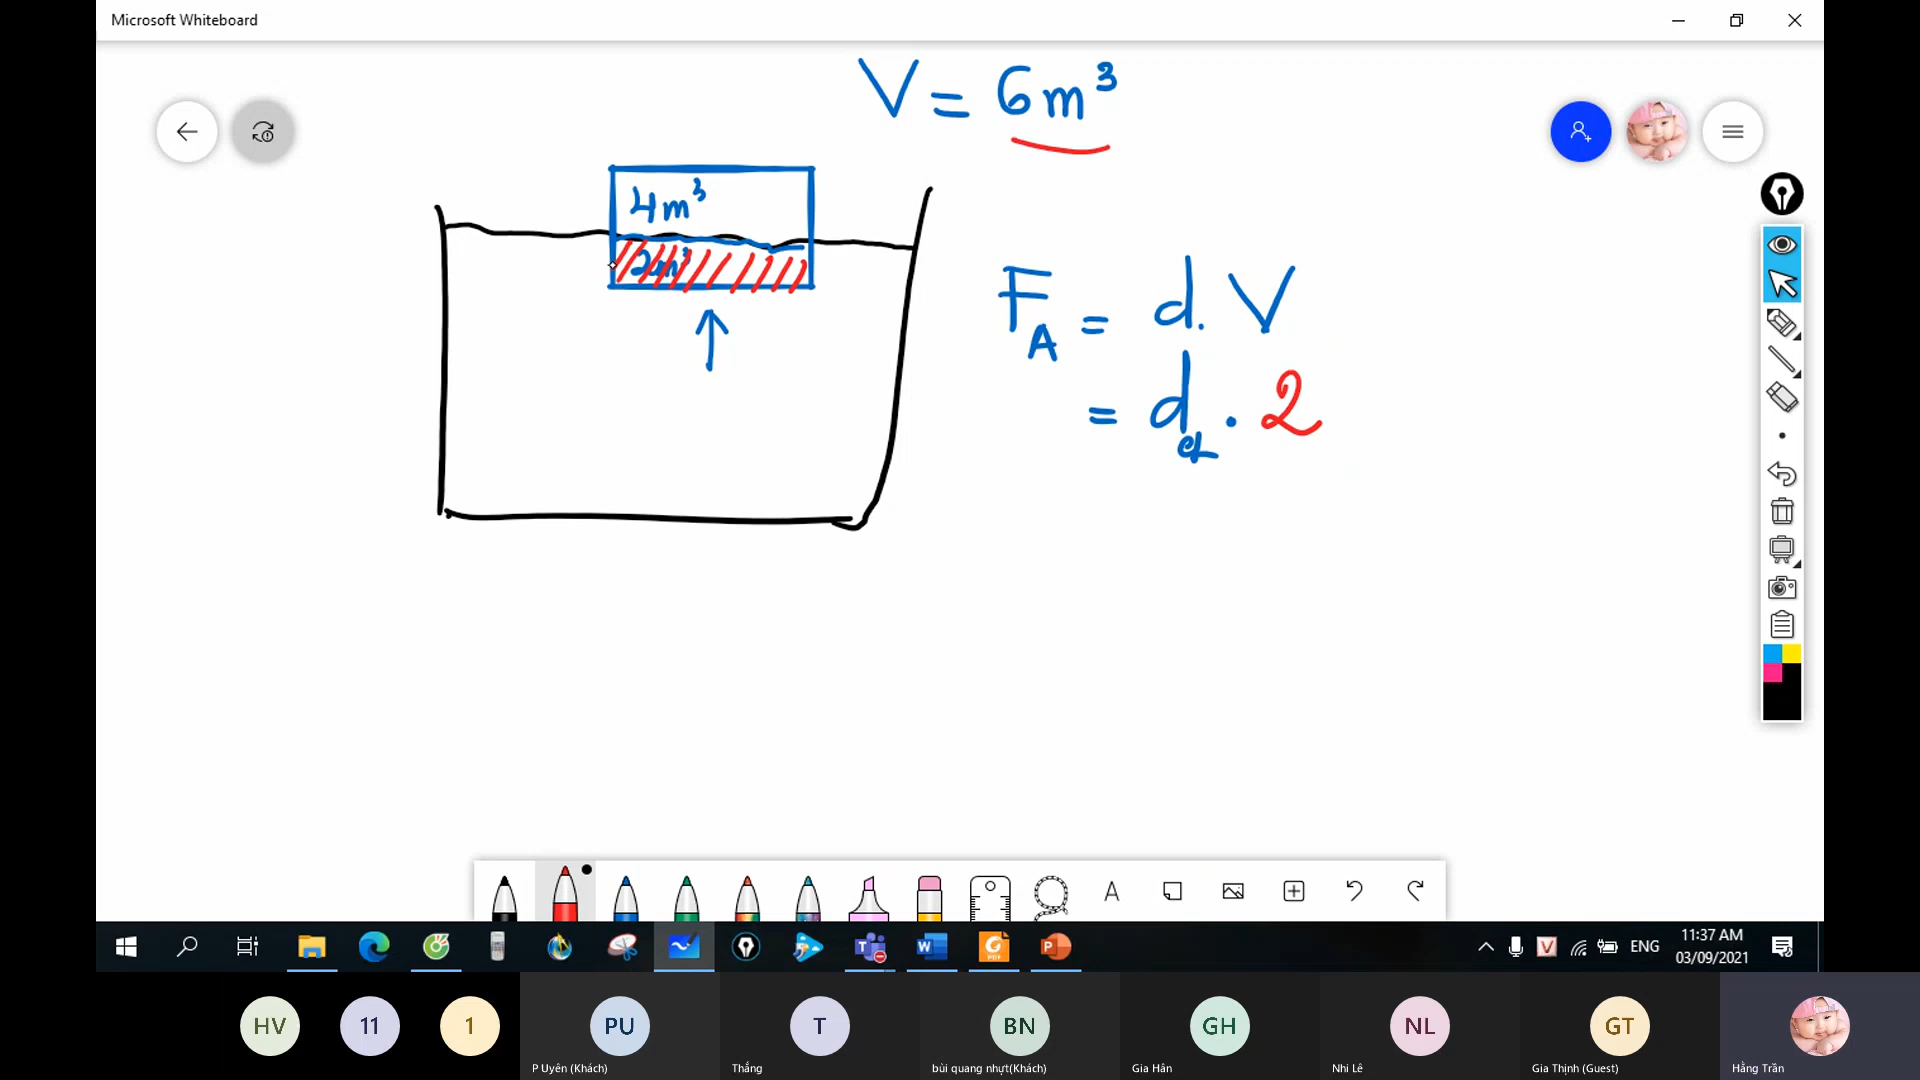 Microsoft Whiteboard
V = 6m³
4m³
2m³
F_A = d. V
= d_cl . 2
A
ENG
11:37 AM
03/09/2021
HV
11
1
PU
P Uyên (Khách)
T
Thắng
BN
bùi quang nhựt(Khách)
GH
Gia Hân
NL
Nhi Lê
GT
Gia Thịnh (Guest)
Hằng Trần